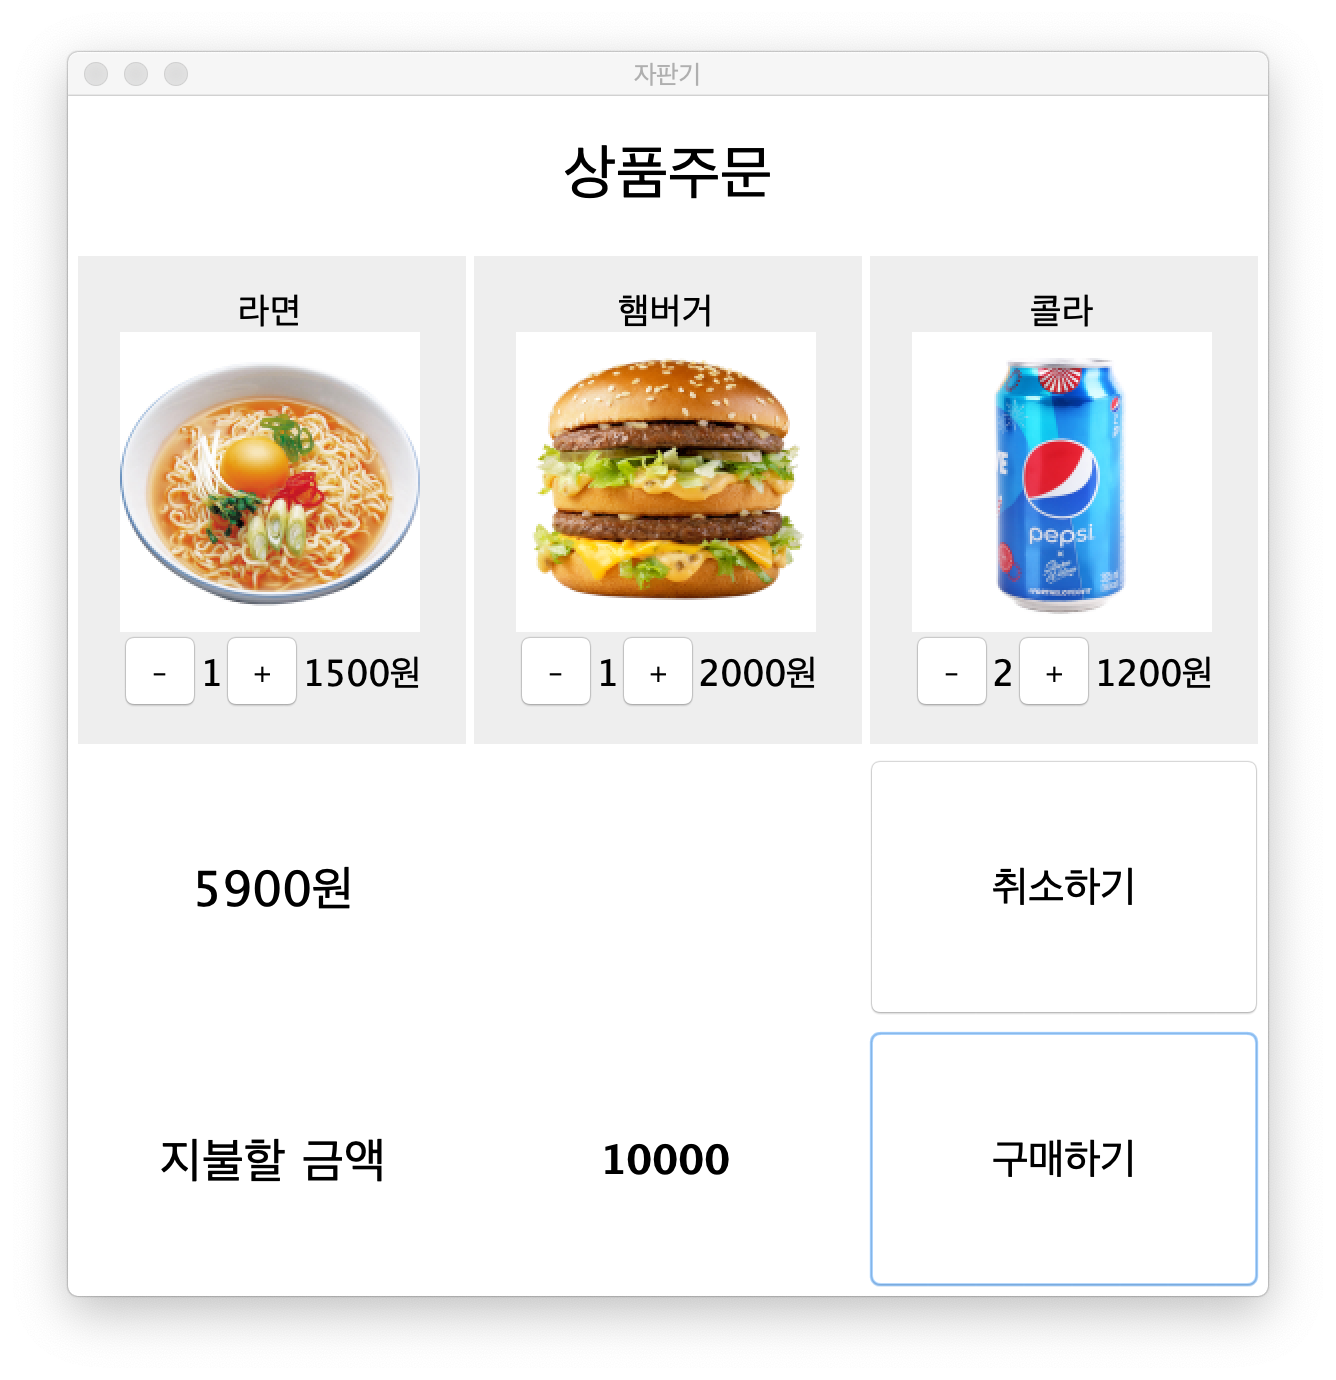 자판기
상품주문
라면 햄버거 콜라
pepsi
- 1 + 1500원 - 1 + 2000원 - 2 + 1200원
5900원 취소하기
지불할 금액 10000 구매하기